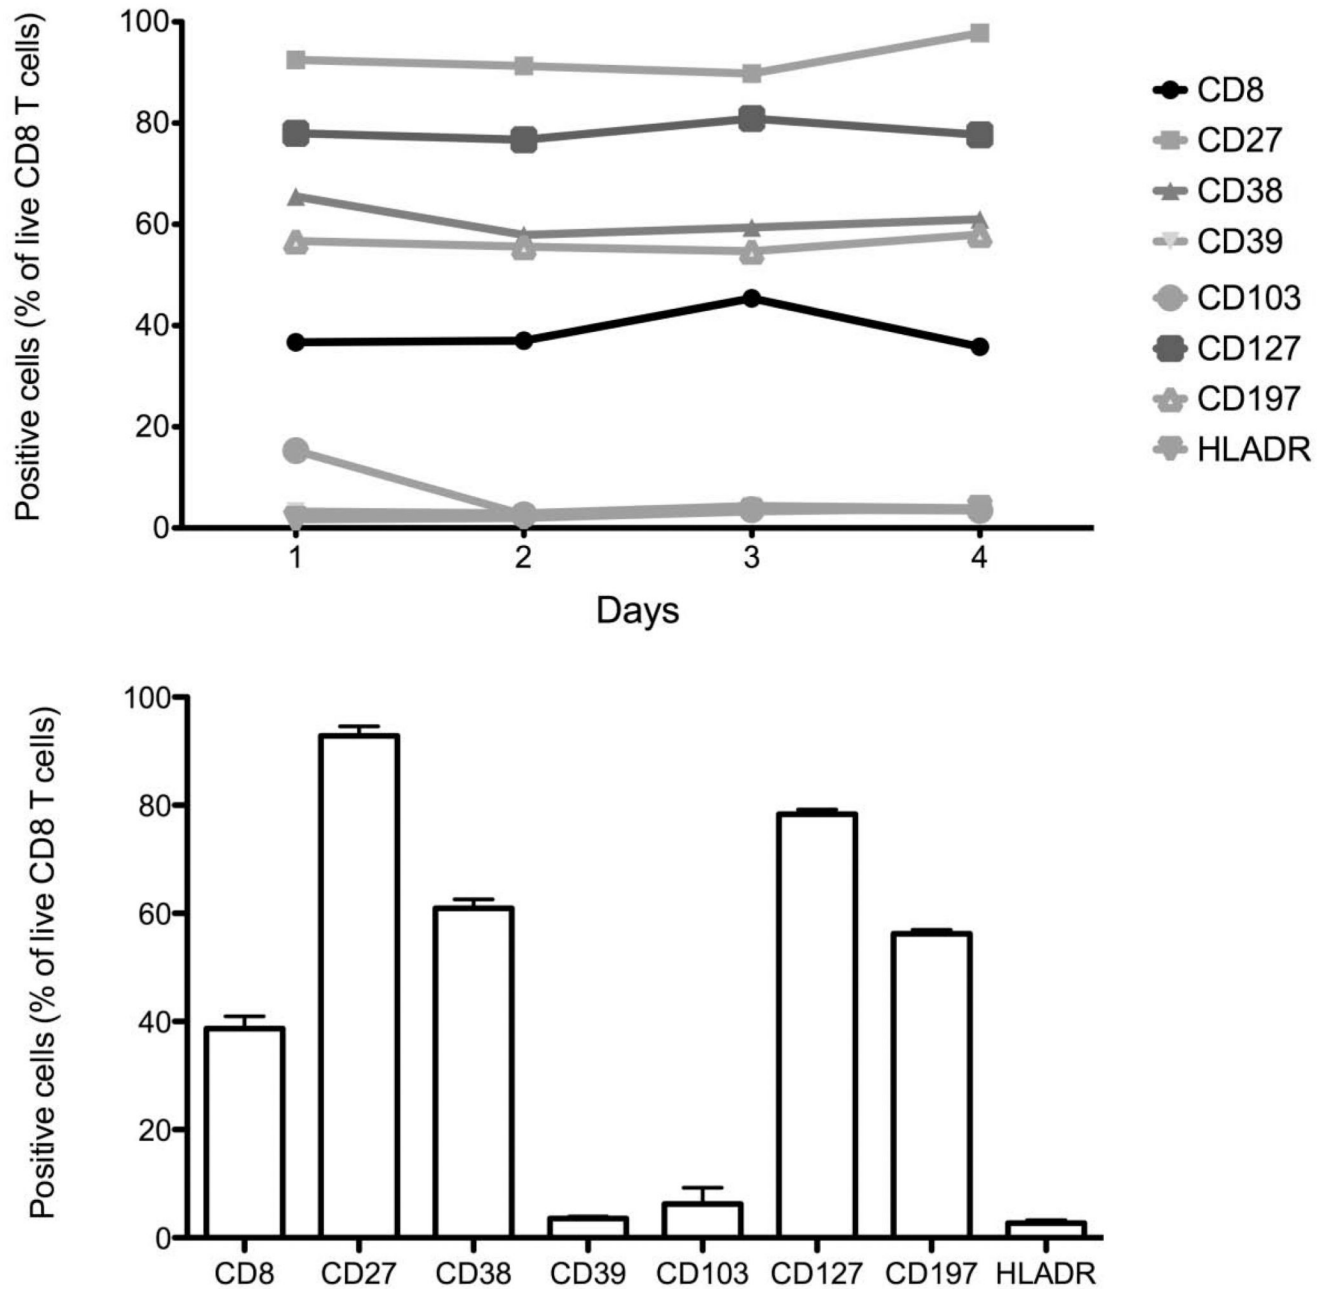 Positive cells (% of live CD8 T cells)
100
80
60
40
20
0
1 2 3 4
Days
CD8
CD27
CD38
CD39
CD103
CD127
CD197
HLADR
Positive cells (% of live CD8 T cells)
100
80
60
40
20
0
CD8 CD27 CD38 CD39 CD103 CD127 CD197 HLADR